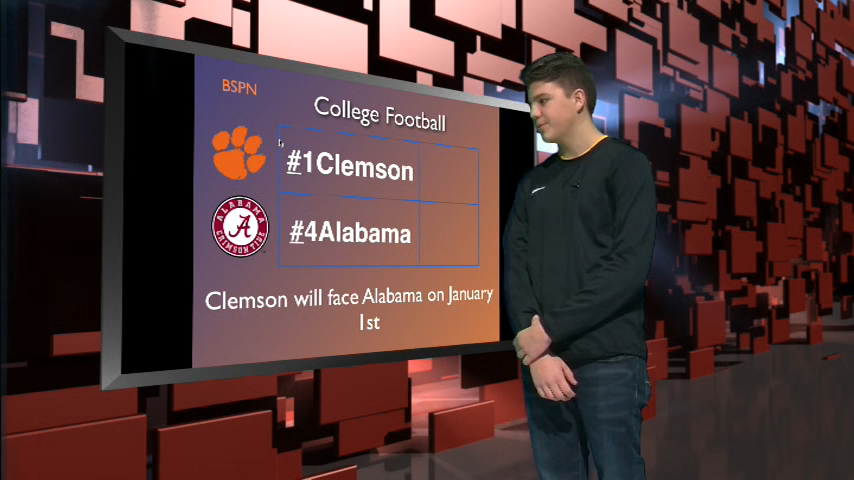 BSPN
College Football
#1Clemson
ALABAMA
A
CRIMSON TIDE
#4Alabama
Clemson will face Alabama on January
1st